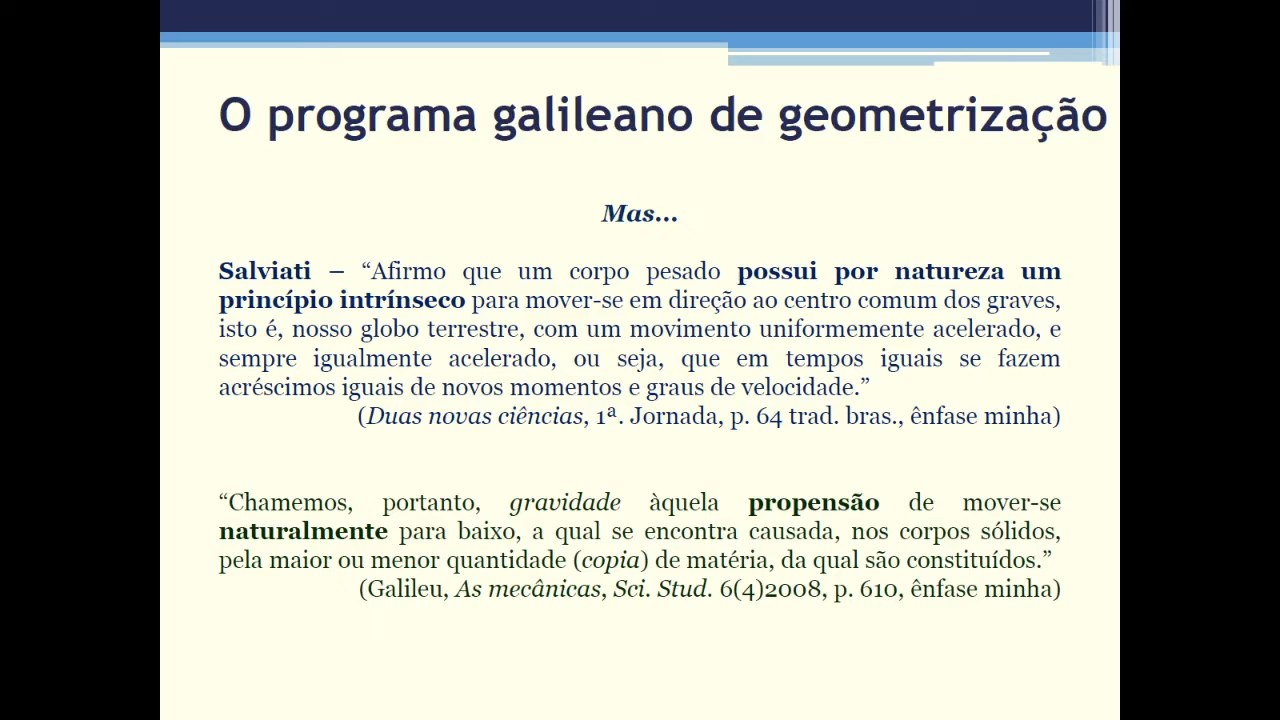 O programa galileano de geometrização
Mas...
Salviati – “Afirmo que um corpo pesado possui por natureza um
princípio intrínseco para mover-se em direção ao centro comum dos graves,
isto é, nosso globo terrestre, com um movimento uniformemente acelerado, e
sempre igualmente acelerado, ou seja, que em tempos iguais se fazem
acréscimos iguais de novos momentos e graus de velocidade.”
(Duas novas ciências, 1ª. Jornada, p. 64 trad. bras., ênfase minha)
“Chamemos, portanto, gravidade àquela propensão de mover-se
naturalmente para baixo, a qual se encontra causada, nos corpos sólidos,
pela maior ou menor quantidade (copia) de matéria, da qual são constituídos.”
(Galileu, As mecânicas, Sci. Stud. 6(4)2008, p. 610, ênfase minha)